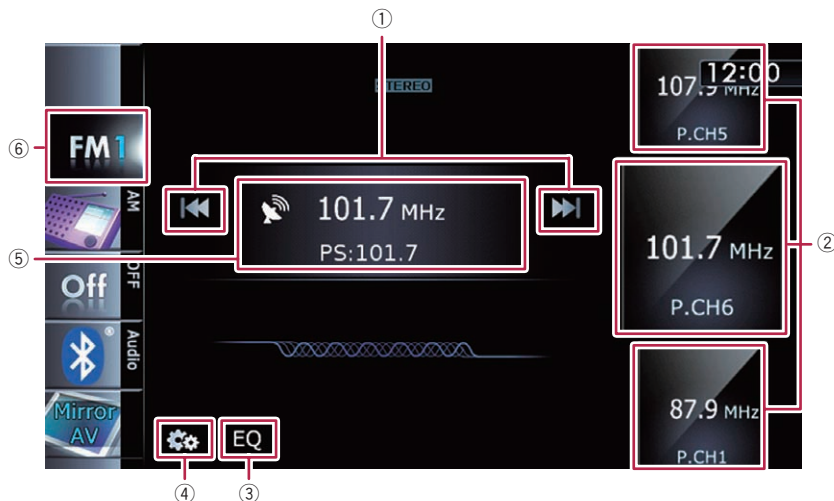 ①
STEREO
107.9 MHz
12:00
P.CH5
⑥
FM1
AM
101.7 MHz
PS:101.7
②
101.7 MHz
P.CH6
⑤
Off
OFF
Audio
Mirror
AV
EQ
87.9 MHz
P.CH1
④
③